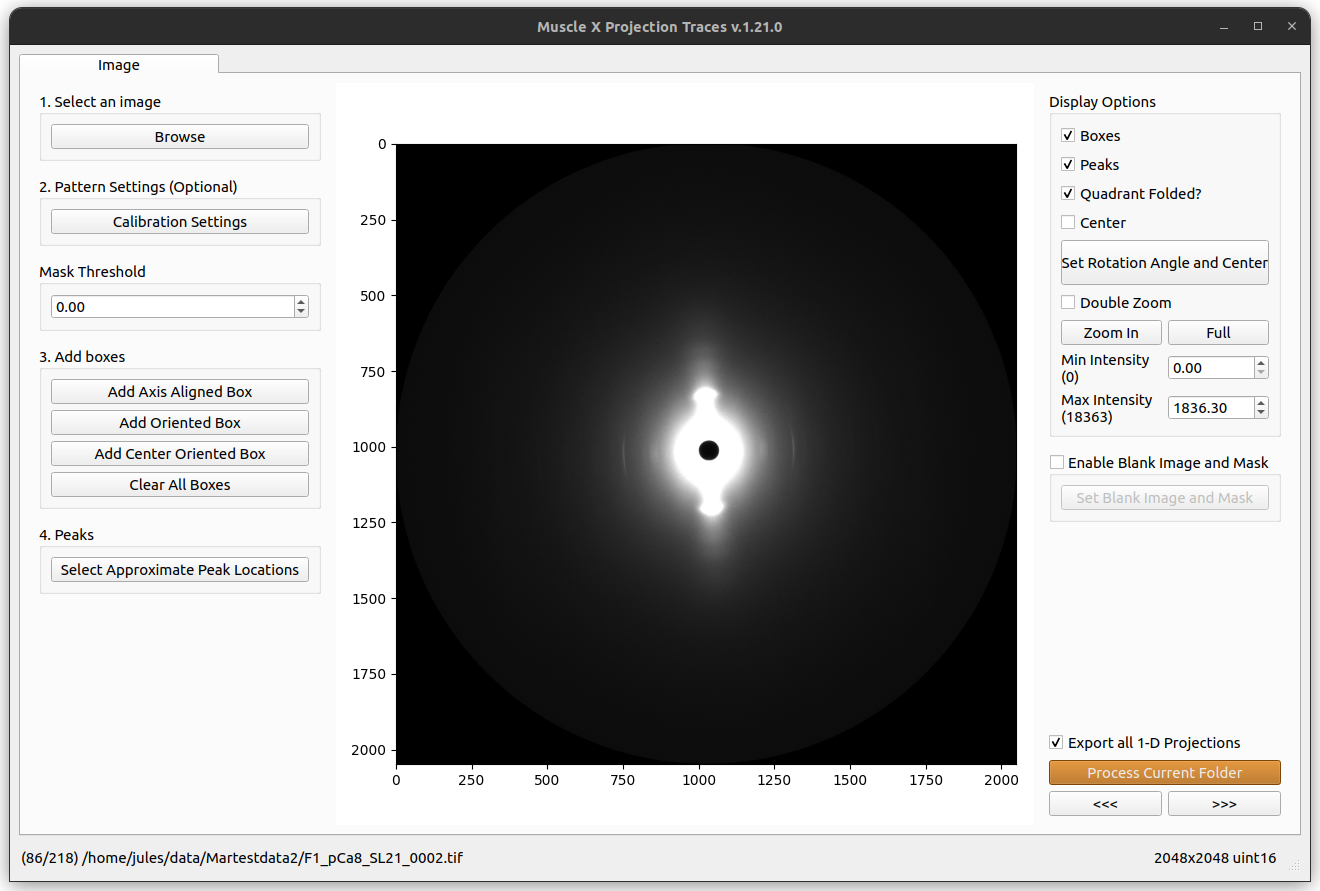 Muscle X Projection Traces v.1.21.0
Image
1. Select an image
Browse
2. Pattern Settings (Optional)
Calibration Settings
Mask Threshold
0.00
3. Add boxes
Add Axis Aligned Box
Add Oriented Box
Add Center Oriented Box
Clear All Boxes
4. Peaks
Select Approximate Peak Locations
0
250
500
750
1000
1250
1500
1750
2000
0 250 500 750 1000 1250 1500 1750 2000
Display Options
Boxes
Peaks
Quadrant Folded?
Center
Set Rotation Angle and Center
Double Zoom
Zoom In Full
Min Intensity
(0)
0.00
Max Intensity
(18363)
1836.30
Enable Blank Image and Mask
Set Blank Image and Mask
Export all 1-D Projections
Process Current Folder
<<< >>>
(86/218) /home/jules/data/Martestdata2/F1_pCa8_SL21_0002.tif
2048x2048 uint16